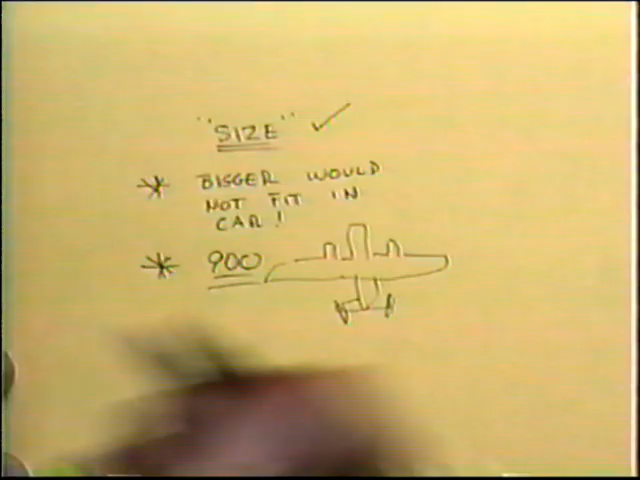 "SIZE" ✓
* BIGGER WOULD
NOT FIT IN
CAR!
* 900